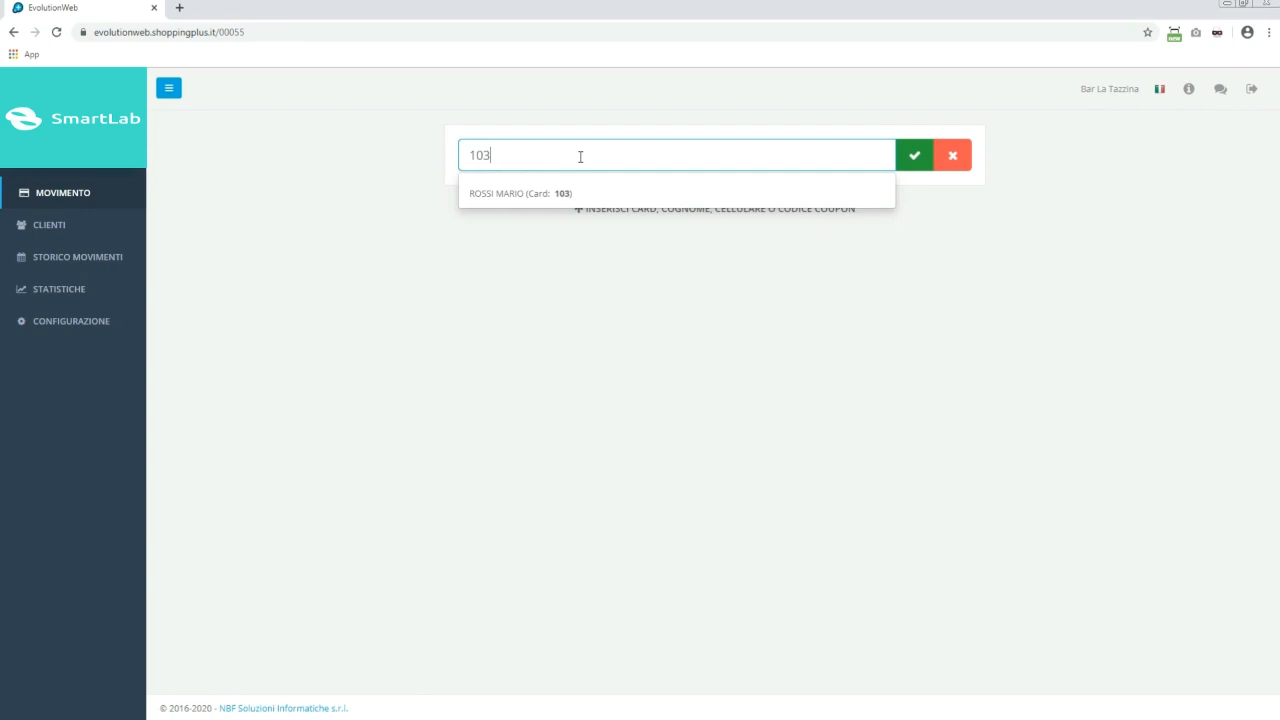 EvolutionWeb
evolutionweb.shoppingplus.it/00055
new
App
SmartLab
Bar La Tazzina
103
ROSSI MARIO (Card: 103)
INSERISCI CARD, COGNOME, CELLULARE O CODICE COUPON
MOVIMENTO
CLIENTI
STORICO MOVIMENTI
STATISTICHE
CONFIGURAZIONE
© 2016-2020 - NBF Soluzioni Informatiche s.r.l.